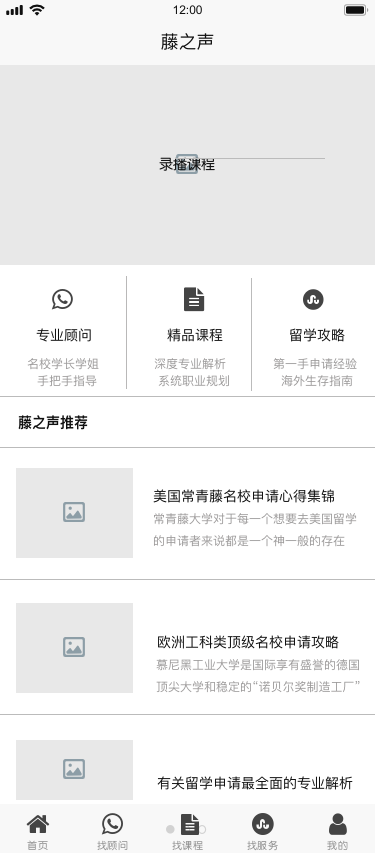 12:00
藤之声
录播课程
专业顾问
精品课程
留学攻略
名校学长学姐
手把手指导
深度专业解析
系统职业规划
第一手申请经验
海外生存指南
藤之声推荐
美国常青藤名校申请心得集锦
常青藤大学对于每一个想要去美国留学
的申请者来说都是一个神一般的存在
欧洲工科类顶级名校申请攻略
慕尼黑工业大学是国际享有盛誉的德国
顶尖大学和稳定的“诺贝尔奖制造工厂”
有关留学申请最全面的专业解析
首页
找顾问
找课程
找服务
我的